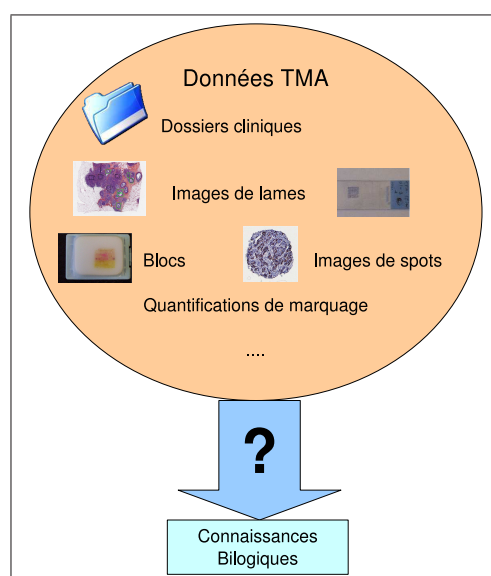 Données TMA
Dossiers cliniques
Images de lames
Blocs
Images de spots
Quantifications de marquage
....
?
Connaissances
Bilogiques